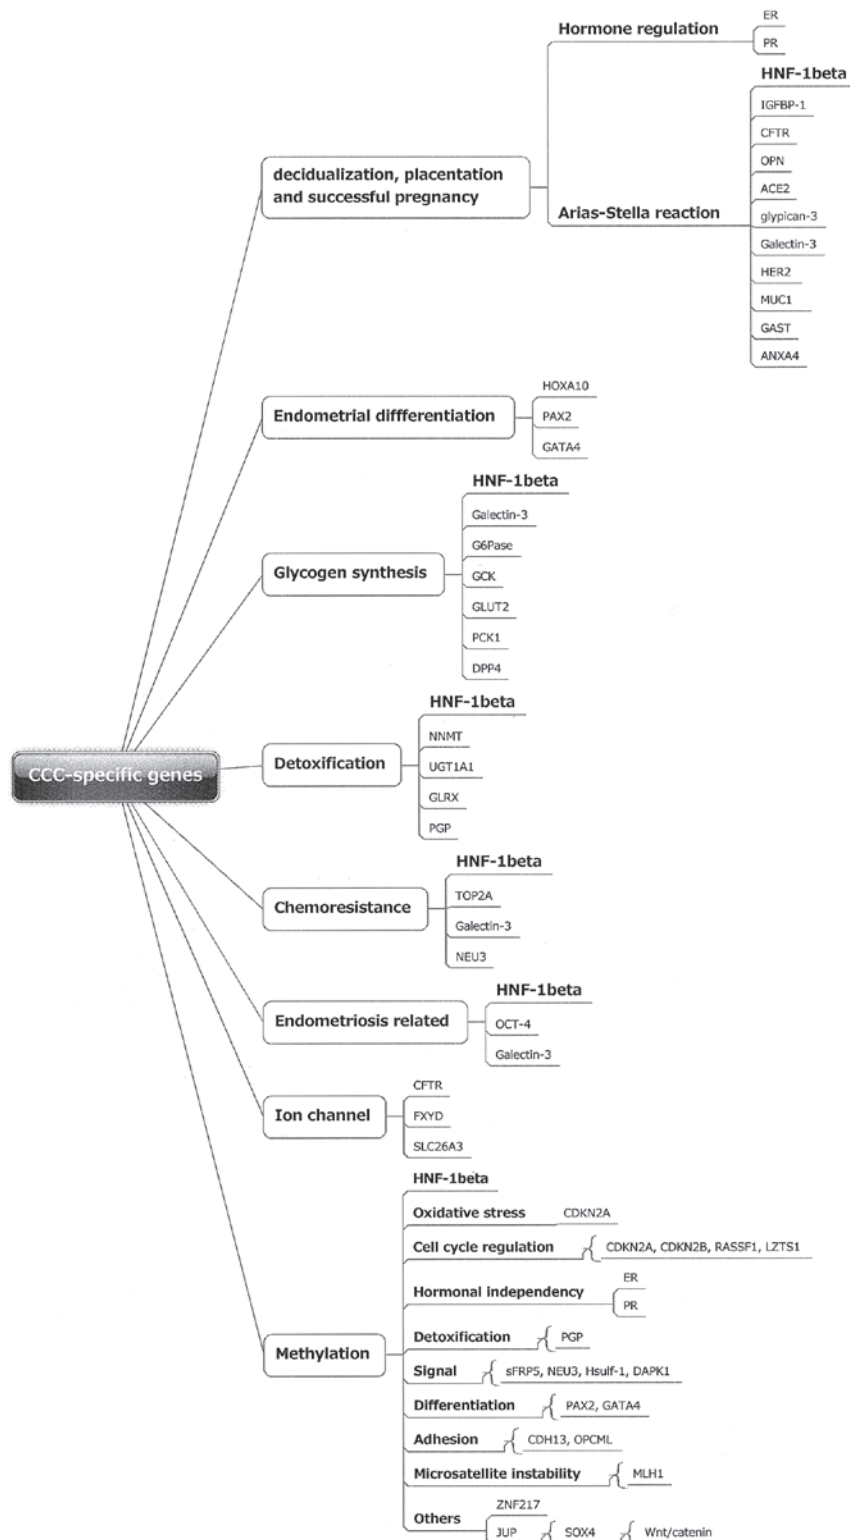 Hormone regulation
ER
PR
decidualization, placentation
and successful pregnancy
Arias-Stella reaction
HNF-1beta
IGFBP-1
CFTR
OPN
ACE2
glypican-3
Galectin-3
HER2
MUC1
GAST
ANXA4
Endometrial diffferentiation
HOXA10
PAX2
GATA4
Glycogen synthesis
HNF-1beta
Galectin-3
G6Pase
GCK
GLUT2
PCK1
DPP4
CCC-specific genes
Detoxification
HNF-1beta
NNMT
UGT1A1
GLRX
PGP
Chemoresistance
HNF-1beta
TOP2A
Galectin-3
NEU3
Endometriosis related
HNF-1beta
OCT-4
Galectin-3
Ion channel
CFTR
FXYD
SLC26A3
Methylation
HNF-1beta
Oxidative stress CDKN2A
Cell cycle regulation CDKN2A, CDKN2B, RASSF1, LZTS1
Hormonal independency
ER
PR
Detoxification PGP
Signal sFRP5, NEU3, Hsulf-1, DAPK1
Differentiation PAX2, GATA4
Adhesion CDH13, OPCML
Microsatellite instability MLH1
Others
ZNF217
JUP SOX4 Wnt/catenin